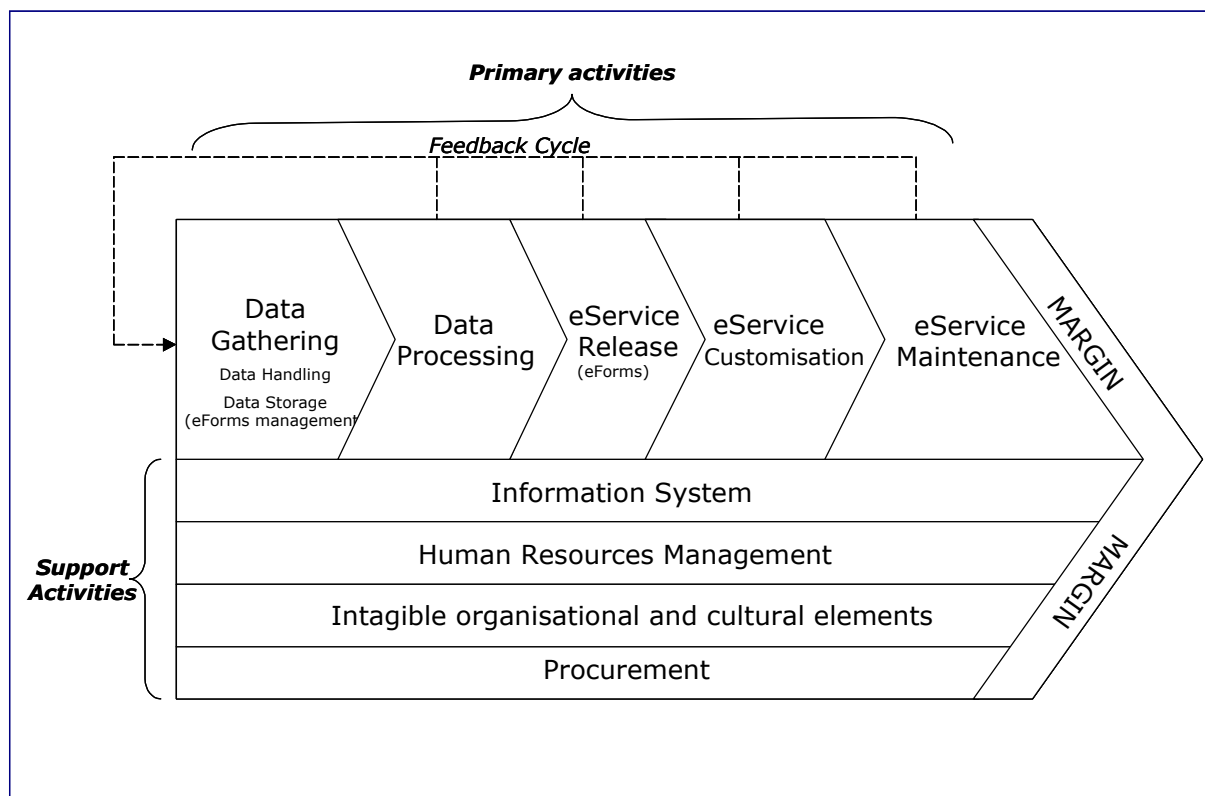 Primary activities
Feedback Cycle
Data
Gathering
Data Handling
Data Storage
(eForms management
Data
Processing
eService
Release
(eForms)
eService
Customisation
eService
Maintenance
MARGIN
Support
Activities
Information System
Human Resources Management
Intagible organisational and cultural elements
Procurement
MARGIN